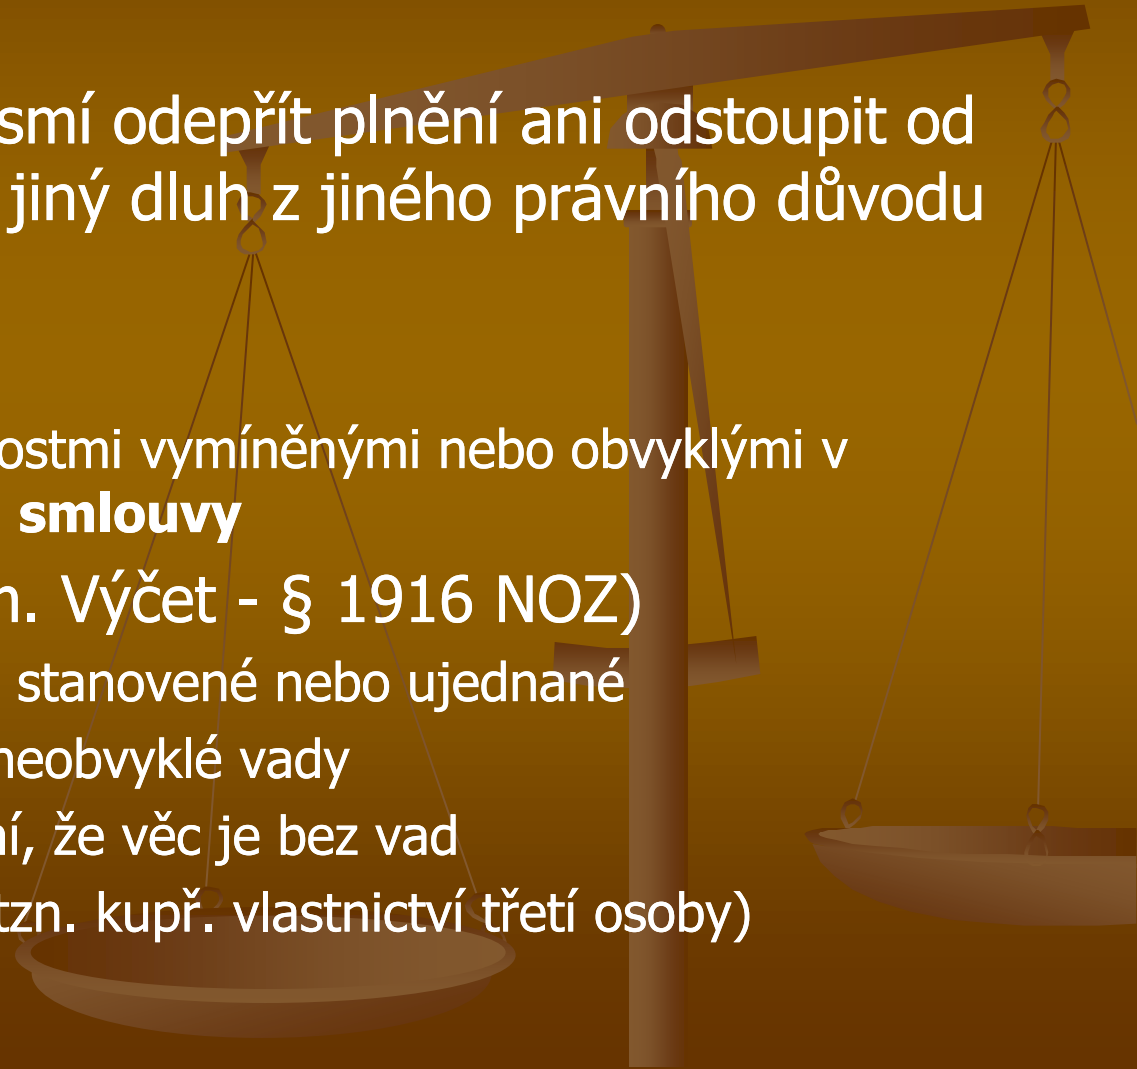 smí odepřít plnění ani odstoupit od
jiný dluh z jiného právního důvodu
ostmi vymíněnými nebo obvyklými v
smlouvy
n. Výčet - § 1916 NOZ)
stanovené nebo ujednané
neobvyklé vady
ní, že věc je bez vad
tzn. kupř. vlastnictví třetí osoby)